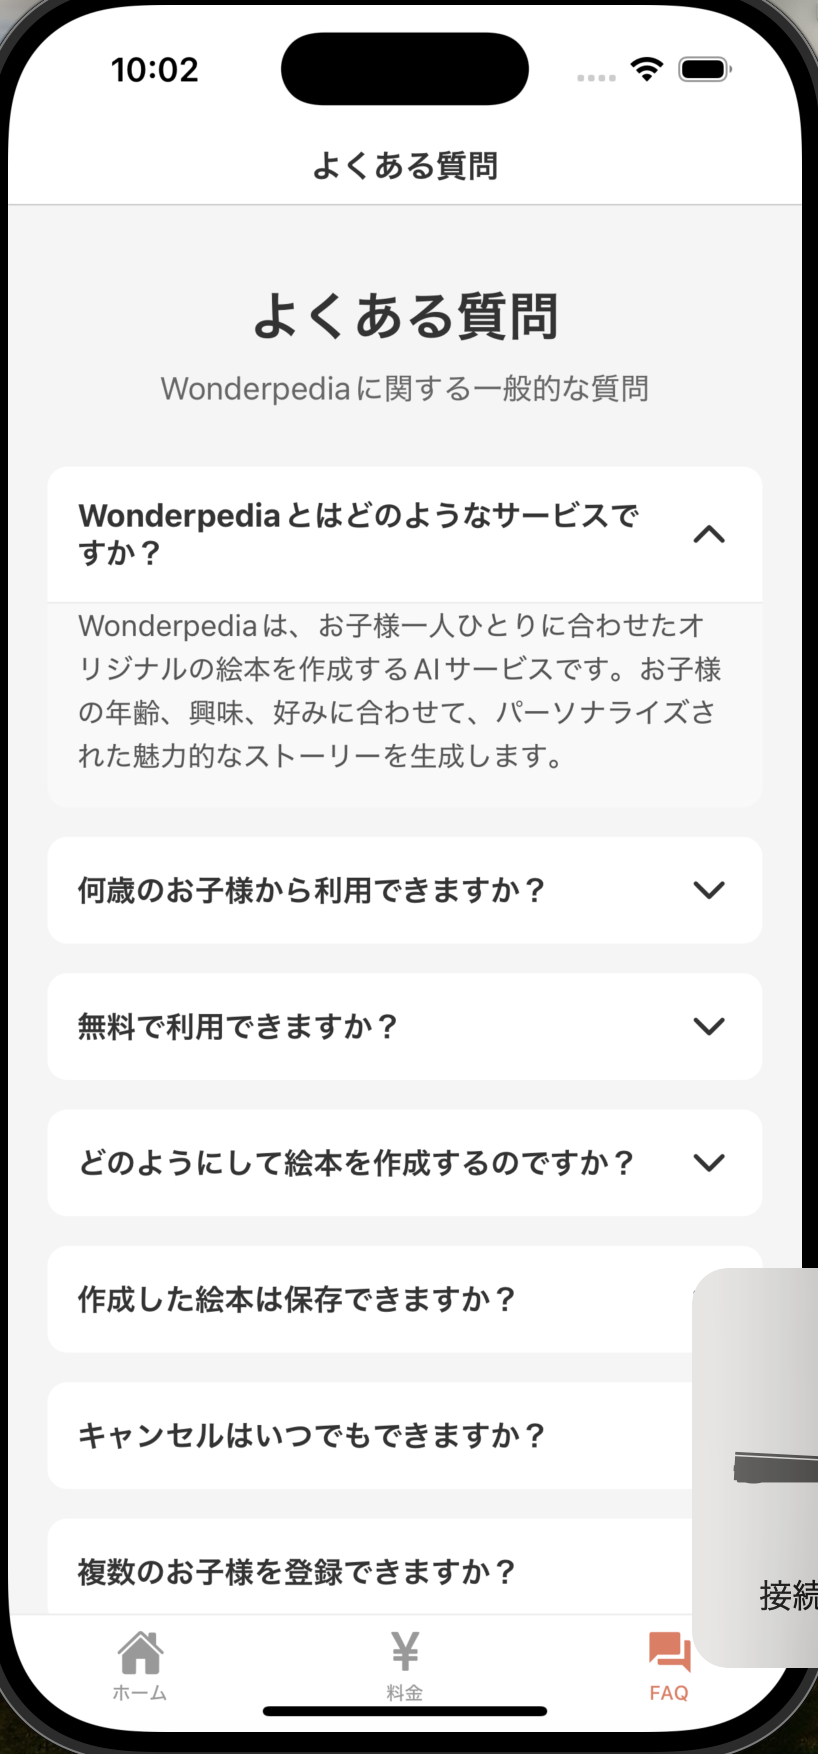 10:02
よくある質問
よくある質問
Wonderpediaに関する一般的な質問
Wonderpediaとはどのようなサービスで
すか？
Wonderpediaは、お子様一人ひとりに合わせたオ
リジナルの絵本を作成するAIサービスです。お子様
の年齢、興味、好みに合わせて、パーソナライズさ
れた魅力的なストーリーを生成します。
何歳のお子様から利用できますか？
無料で利用できますか？
どのようにして絵本を作成するのですか？
作成した絵本は保存できますか？
キャンセルはいつでもできますか？
複数のお子様を登録できますか？
接続
ホーム
¥
料金
FAQ